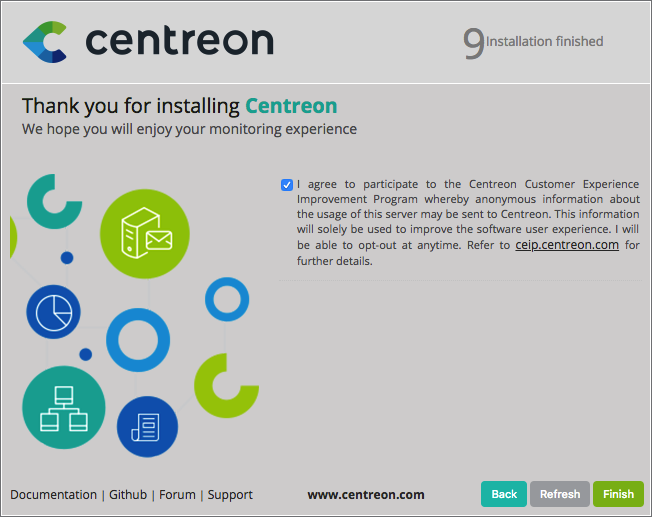 centreon
9 Installation finished
Thank you for installing Centreon
We hope you will enjoy your monitoring experience
I agree to participate to the Centreon Customer Experience
Improvement Program whereby anonymous information about
the usage of this server may be sent to Centreon. This information
will solely be used to improve the software user experience. I will
be able to opt-out at anytime. Refer to ceip.centreon.com for
further details.
Documentation | Github | Forum | Support
www.centreon.com
Back Refresh Finish